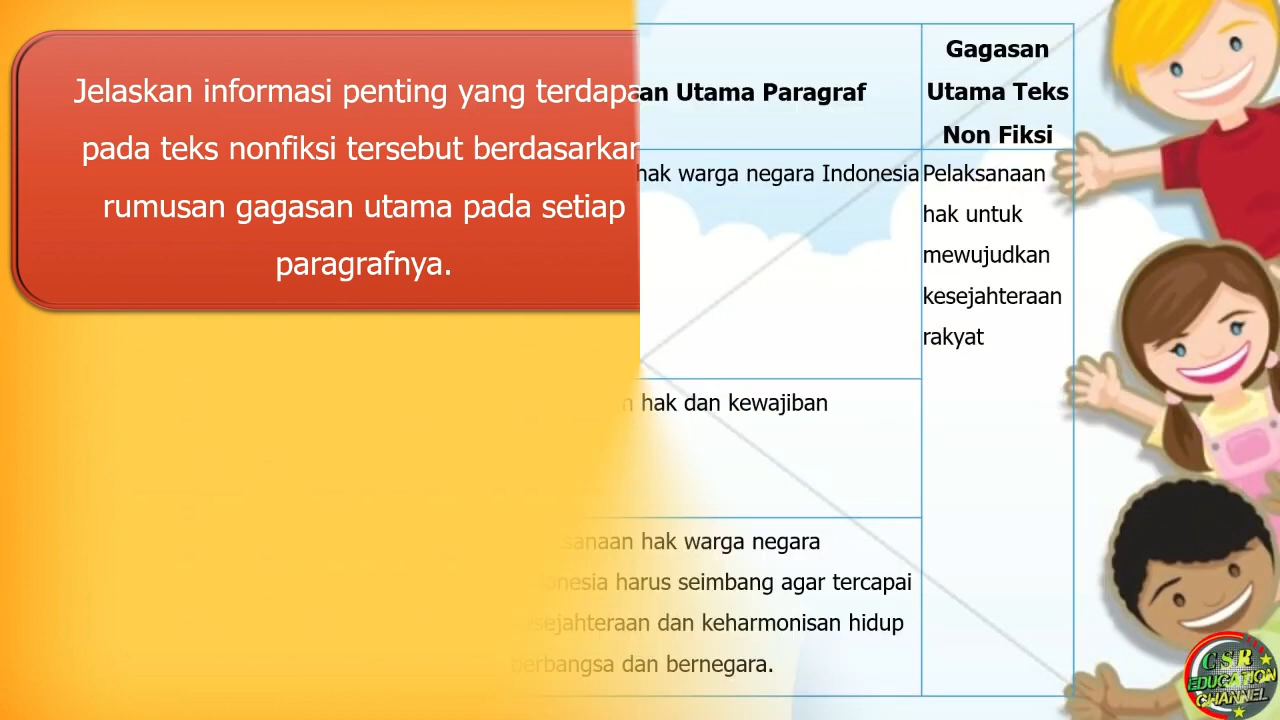 Jelaskan informasi penting yang terdapa
pada teks nonfiksi tersebut berdasarkan
rumusan gagasan utama pada setiap
paragrafnya.
an Utama Paragraf
Gagasan
Utama Teks
Non Fiksi
hak warga negara Indonesia
Pelaksanaan
hak untuk
mewujudkan
kesejahteraan
rakyat
hak dan kewajiban
sanaan hak warga negara
onesia harus seimbang agar tercapai
sejahteraan dan keharmonisan hidup
berbangsa dan bernegara.
CSR
EDUCATION
CHANNEL